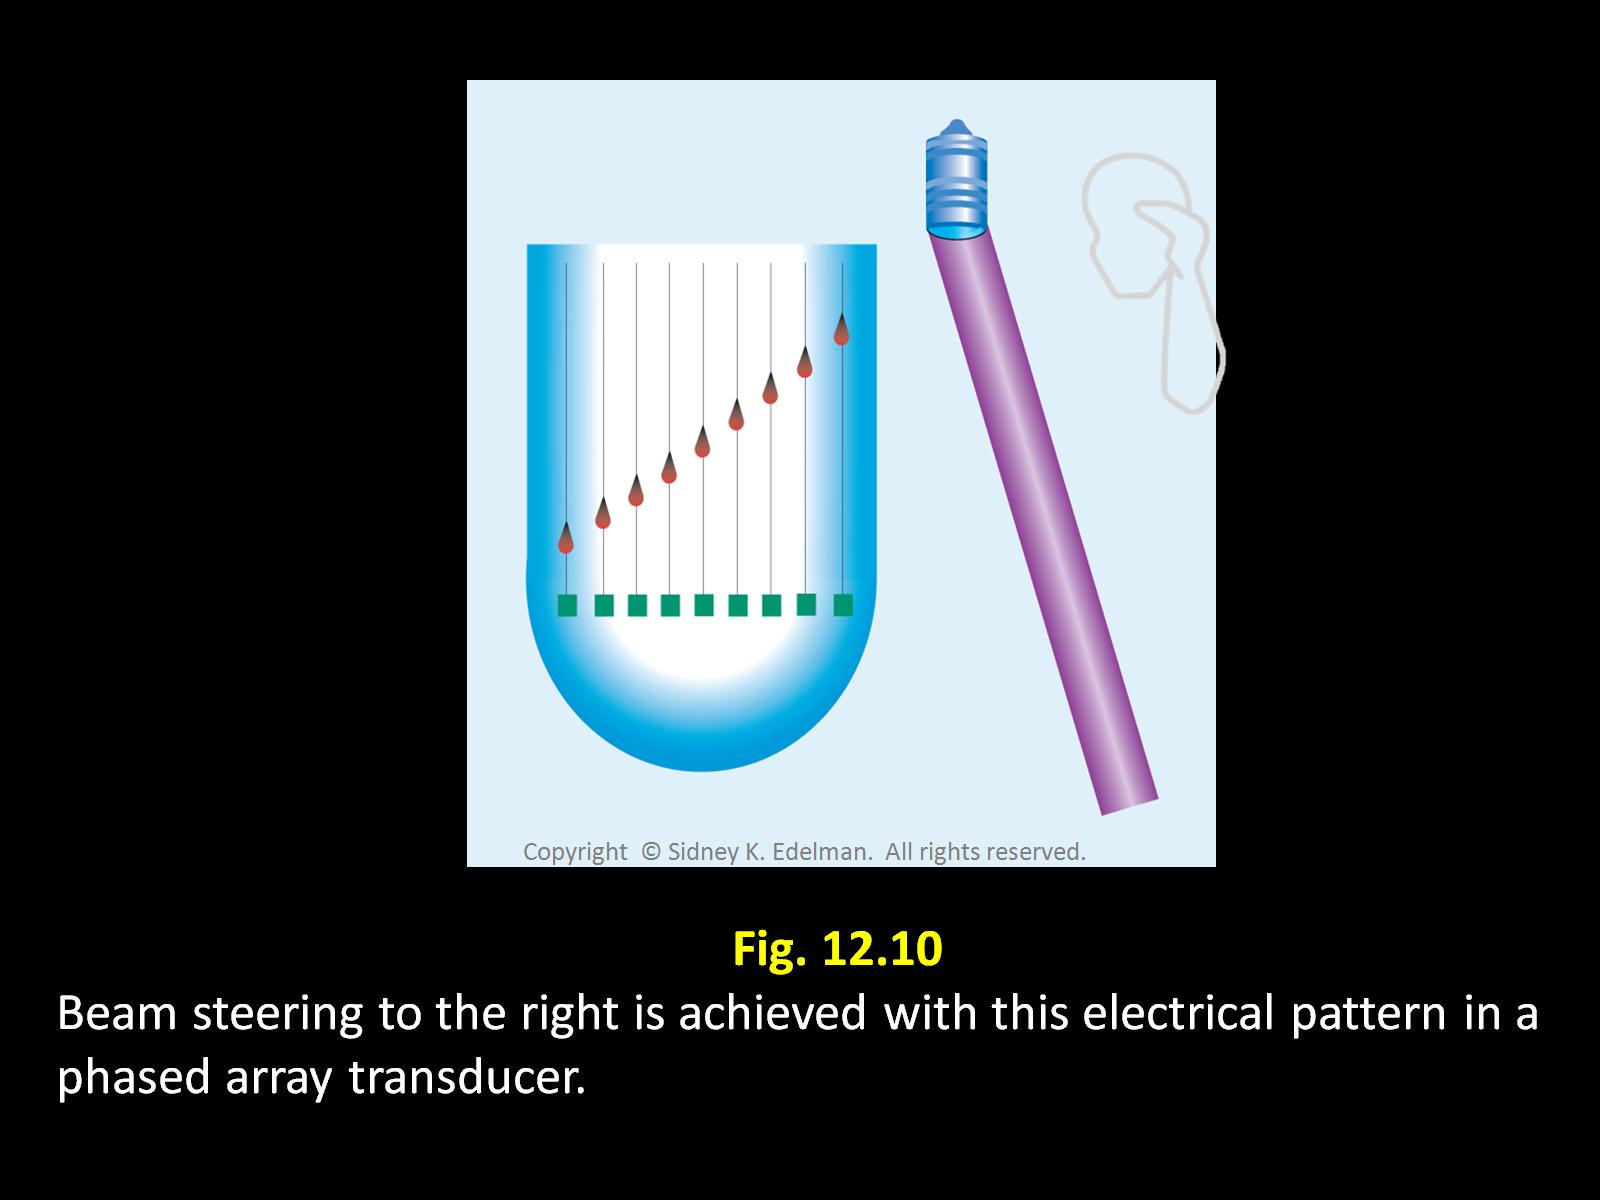 Copyright © Sidney K. Edelman. All rights reserved.
Fig. 12.10
Beam steering to the right is achieved with this electrical pattern in a
phased array transducer.